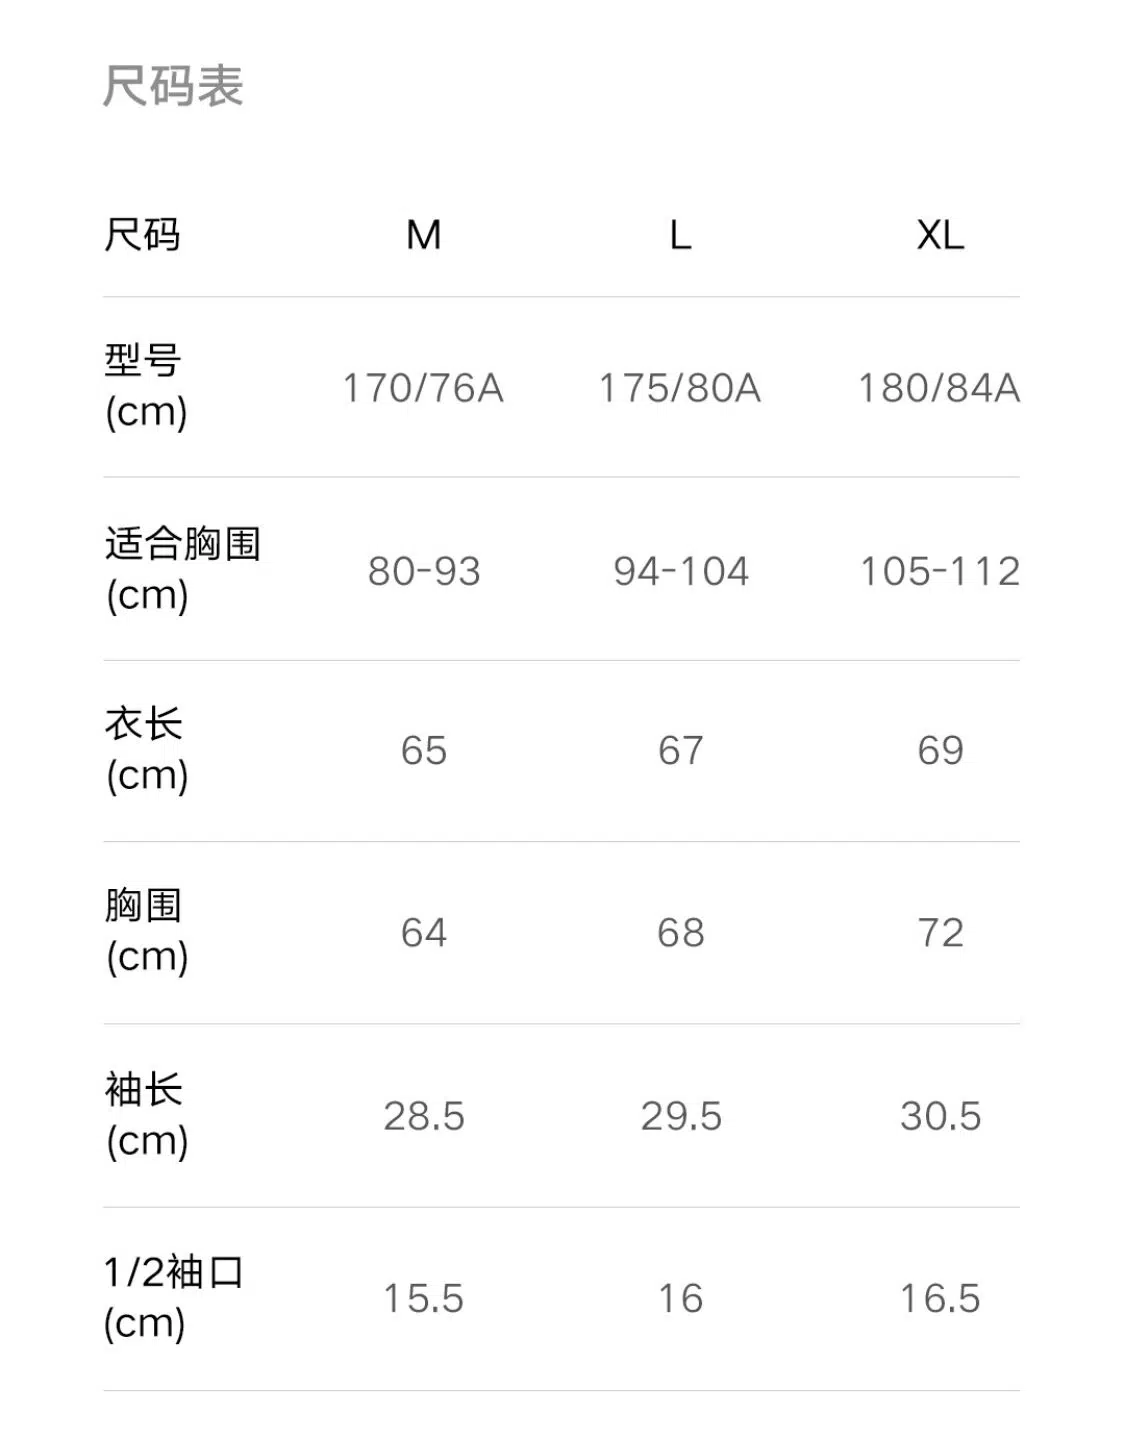 尺码表
尺码 M L XL
型号
(cm) 170/76A 175/80A 180/84A
适合胸围
(cm) 80-93 94-104 105-112
衣长
(cm) 65 67 69
胸围
(cm) 64 68 72
袖长
(cm) 28.5 29.5 30.5
1/2袖口
(cm) 15.5 16 16.5